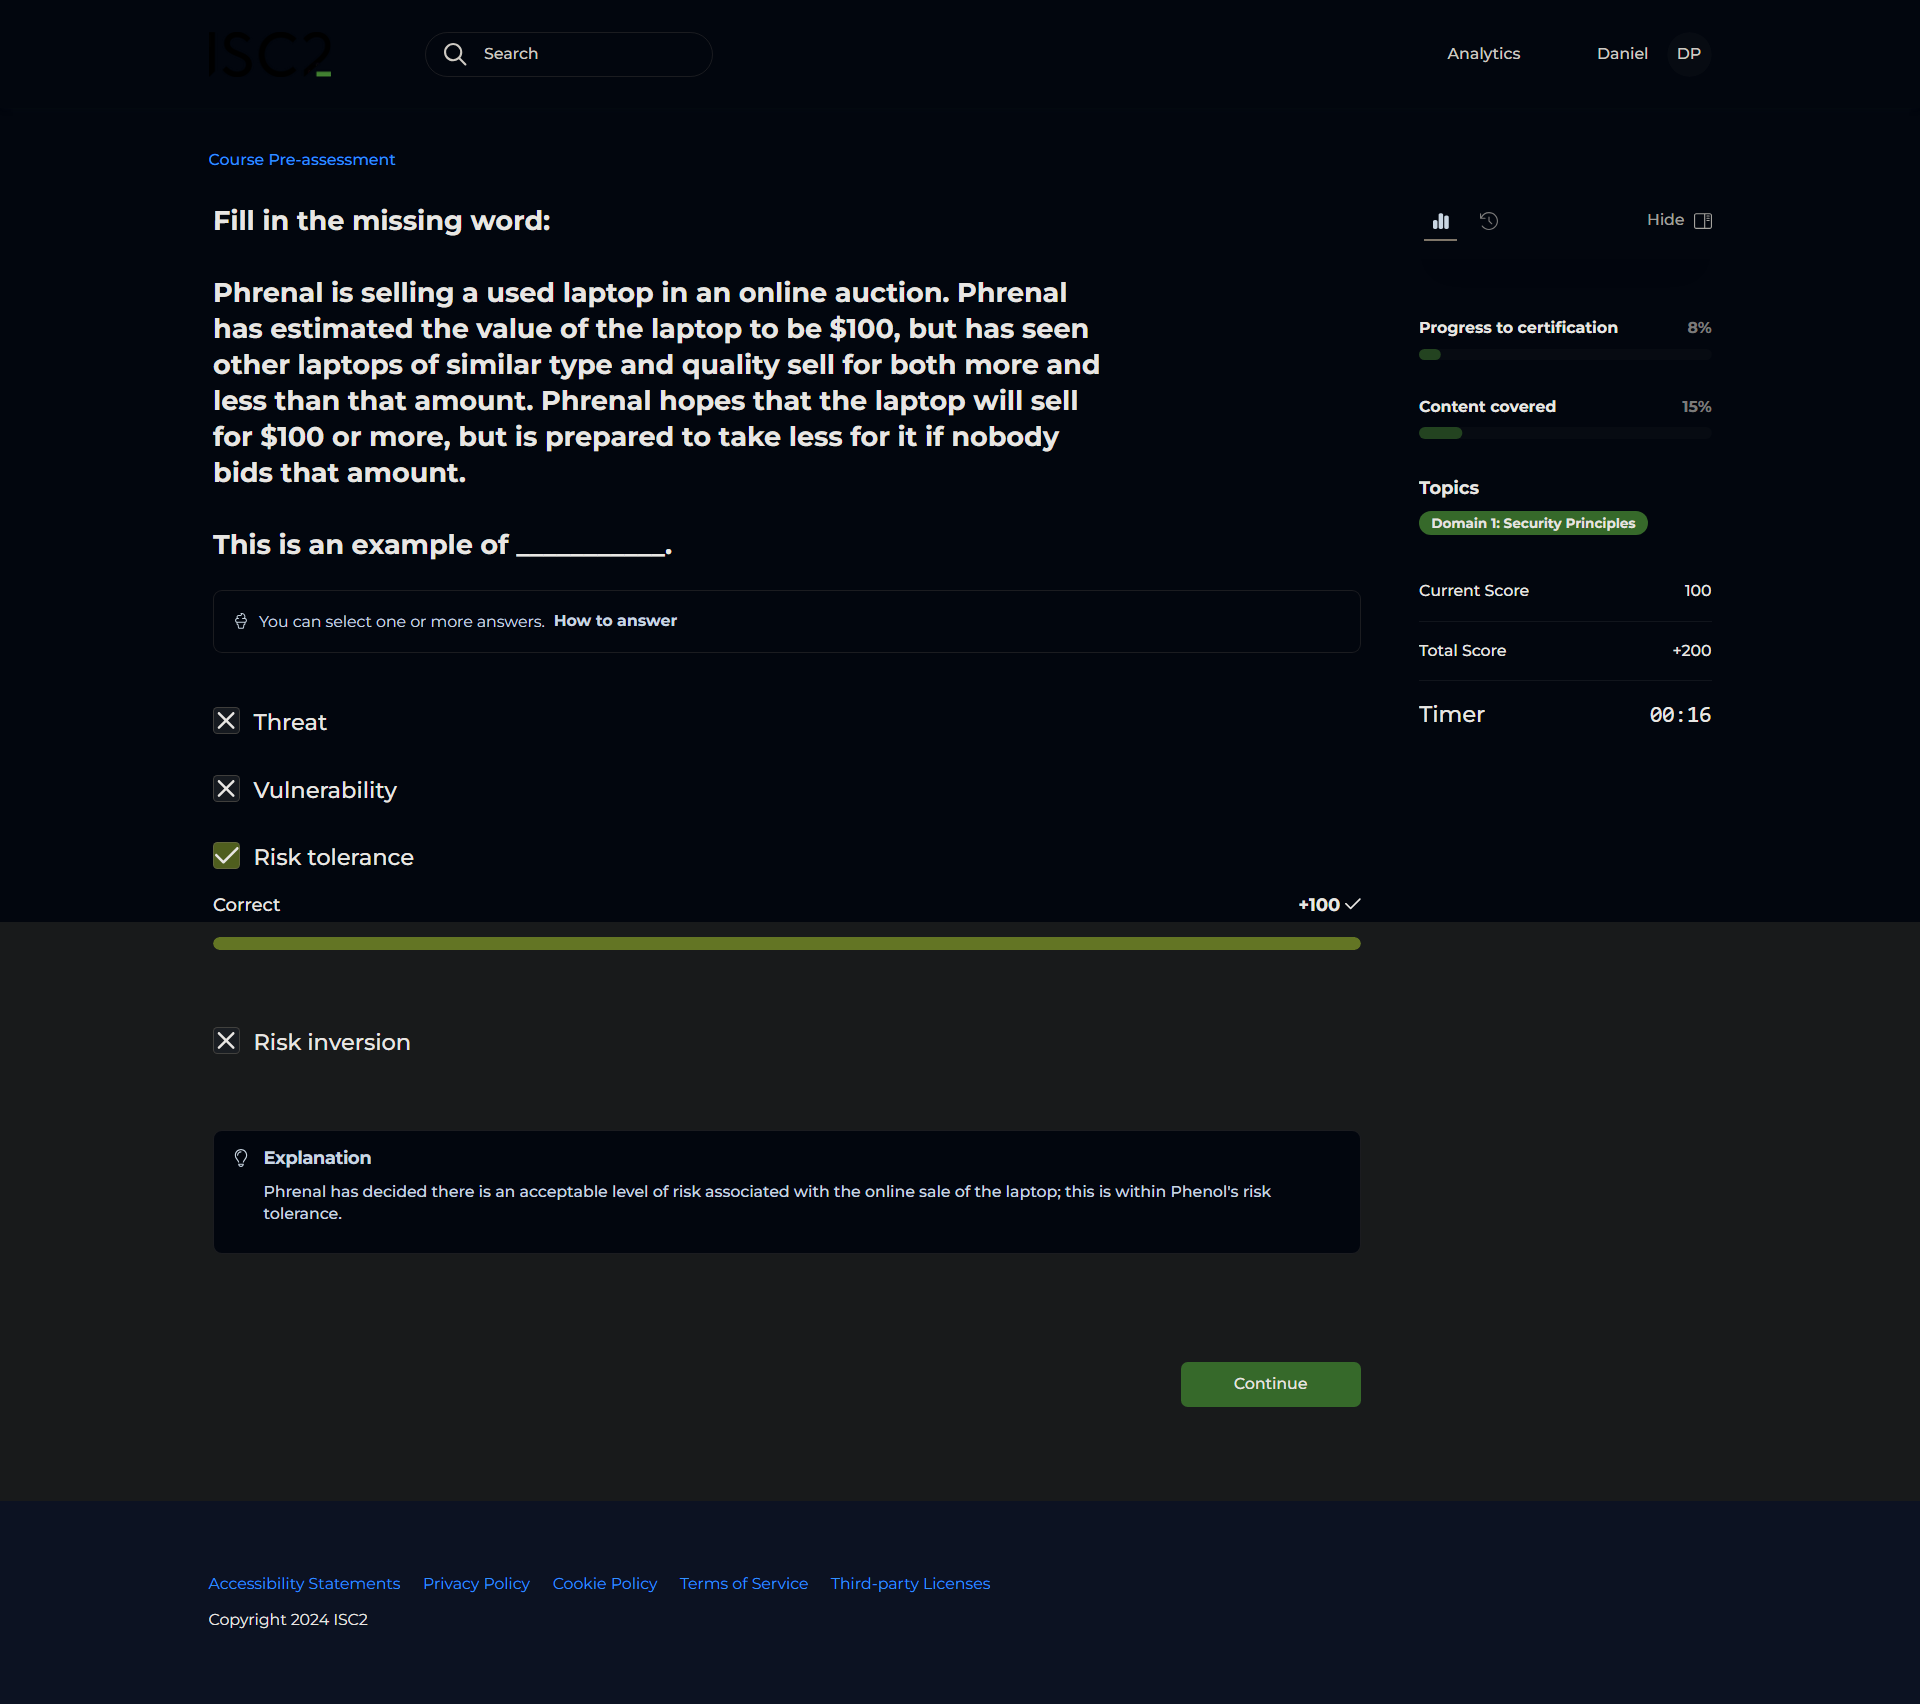 ISC2
Search
Analytics
Daniel
DP
Course Pre-assessment
Fill in the missing word:
Phrenal is selling a used laptop in an online auction. Phrenal
has estimated the value of the laptop to be $100, but has seen
other laptops of similar type and quality sell for both more and
less than that amount. Phrenal hopes that the laptop will sell
for $100 or more, but is prepared to take less for it if nobody
bids that amount.
This is an example of ___________.
You can select one or more answers. How to answer
Threat
Vulnerability
Risk tolerance
Correct
+100
Risk inversion
Explanation
Phrenal has decided there is an acceptable level of risk associated with the online sale of the laptop; this is within Phenol's risk
tolerance.
Continue
Hide
Progress to certification
8%
Content covered
15%
Topics
Domain 1: Security Principles
Current Score
100
Total Score
+200
Timer
00:16
Accessibility Statements
Privacy Policy
Cookie Policy
Terms of Service
Third-party Licenses
Copyright 2024 ISC2